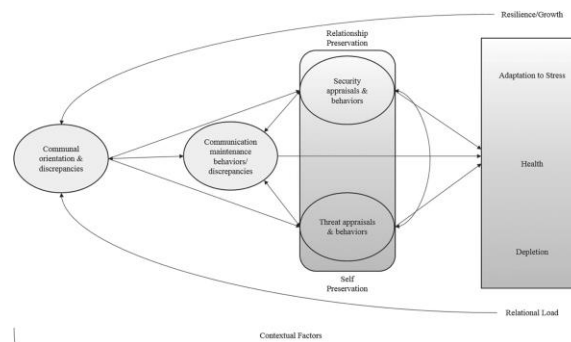 Resilience/Growth
Relationship
Preservation
Security
appraisals &
behaviors
Adaptation to Stress
Communal
orientation &
discrepancies
Communication
maintenance
behaviors/
discrepancies
Health
Threat appraisals
& behaviors
Depletion
Self
Preservation
Relational Load
Contextual Factors